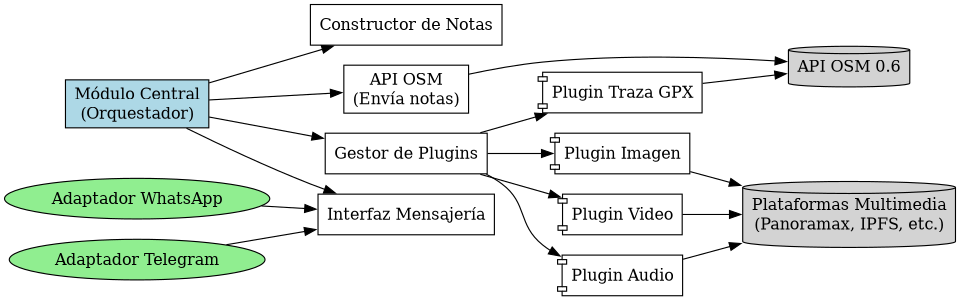 Constructor de Notas
API OSM
(Envía notas)
API OSM 0.6
Módulo Central
(Orquestador)
Plugin Traza GPX
Gestor de Plugins
Plugin Imagen
Adaptador WhatsApp
Interfaz Mensajería
Plugin Video
Plataformas Multimedia
(Panoramax, IPFS, etc.)
Adaptador Telegram
Plugin Audio